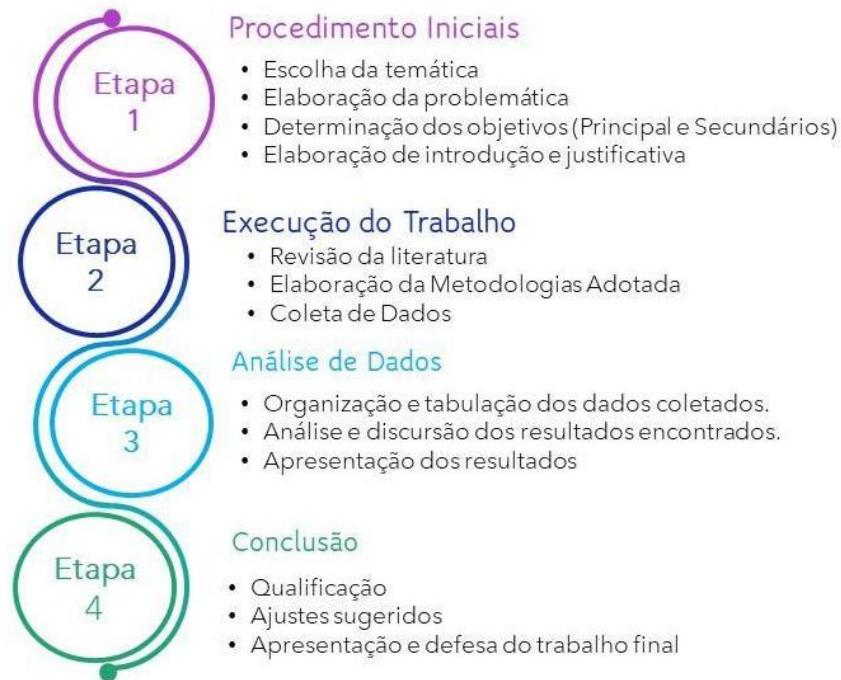 Procedimento Iniciais
Etapa
1
• Escolha da temática
• Elaboração da problemática
• Determinação dos objetivos (Principal e Secundários)
• Elaboração de introdução e justificativa
Execução do Trabalho
Etapa
2
• Revisão da literatura
• Elaboração da Metodologias Adotada
• Coleta de Dados
Análise de Dados
Etapa
3
• Organização e tabulação dos dados coletados.
• Análise e discursão dos resultados encontrados.
• Apresentação dos resultados
Conclusão
Etapa
4
• Qualificação
• Ajustes sugeridos
• Apresentação e defesa do trabalho final